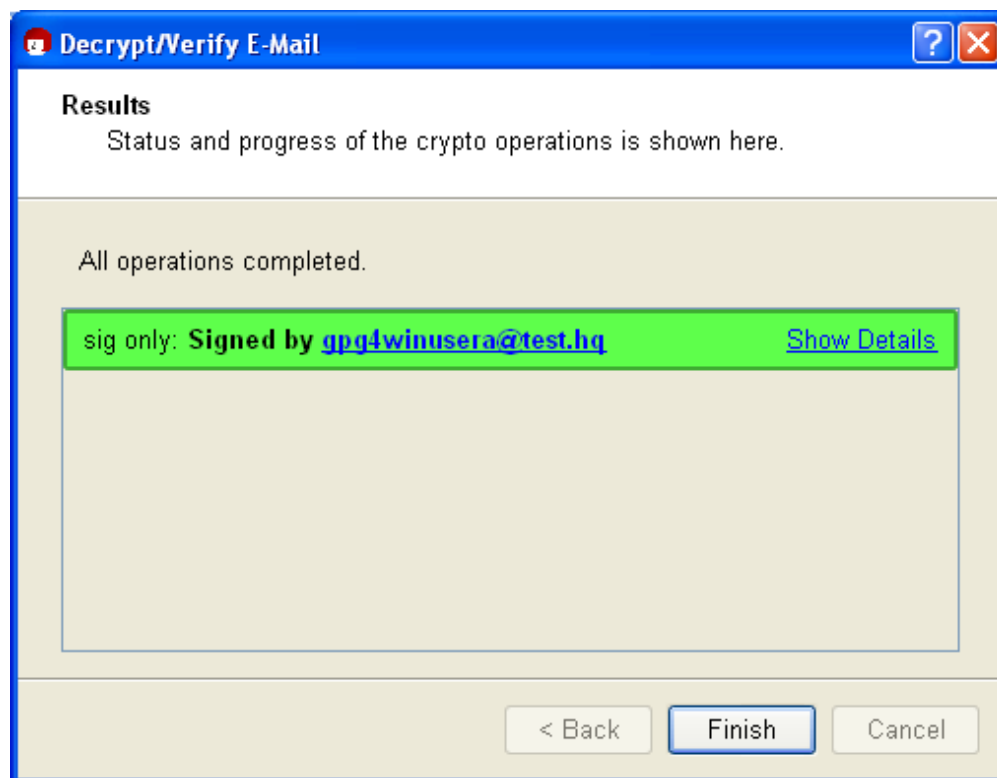 Decrypt/Verify E-Mail
Results
Status and progress of the crypto operations is shown here.
All operations completed.
sig only: Signed by gpg4winusera@test.hq Show Details
< Back Finish Cancel